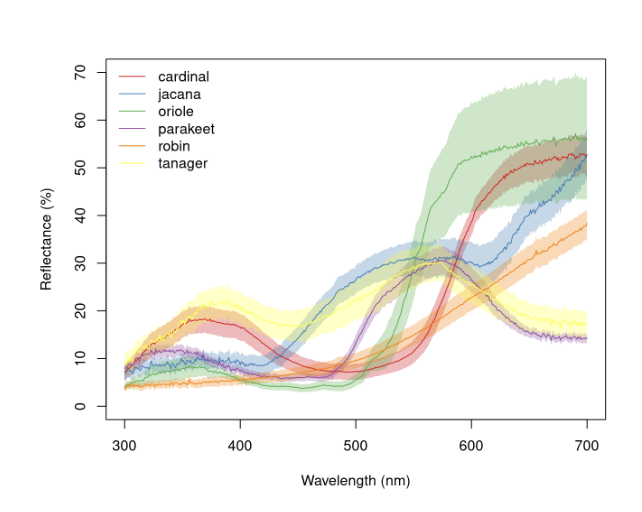 cardinal
jacana
oriole
parakeet
robin
tanager
Reflectance (%)
70
60
50
40
30
20
10
0
300 400 500 600 700
Wavelength (nm)